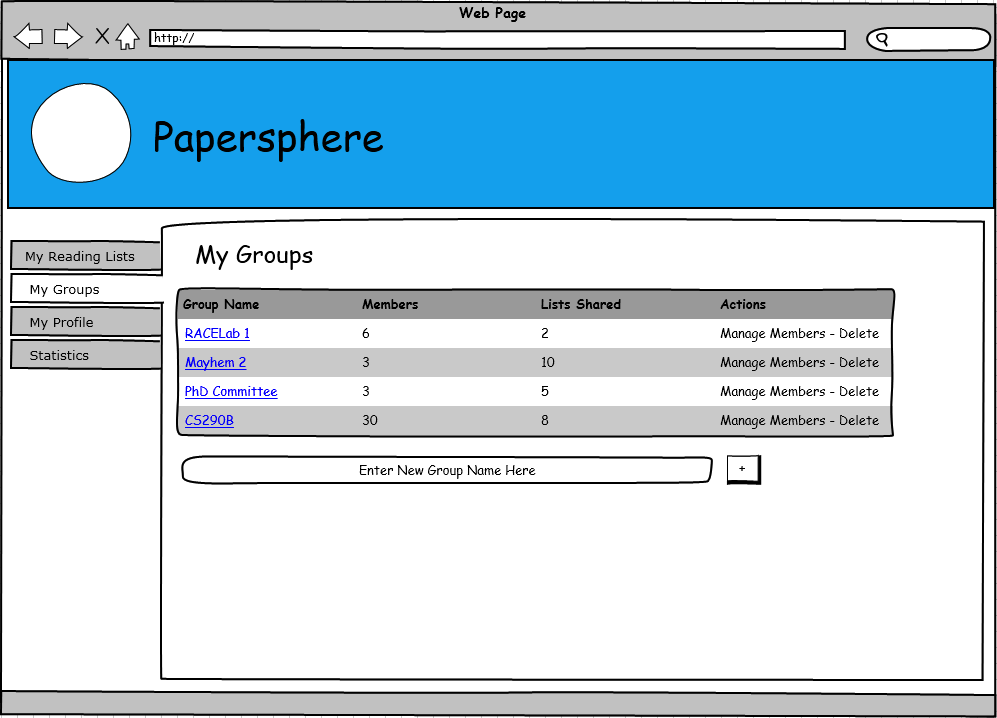 Web Page
http://
Papersphere
My Reading Lists
My Groups
My Profile
Statistics
My Groups
Group Name Members Lists Shared Actions
RACELab 1 6 2 Manage Members - Delete
Mayhem 2 3 10 Manage Members - Delete
PhD Committee 3 5 Manage Members - Delete
CS290B 30 8 Manage Members - Delete
Enter New Group Name Here +